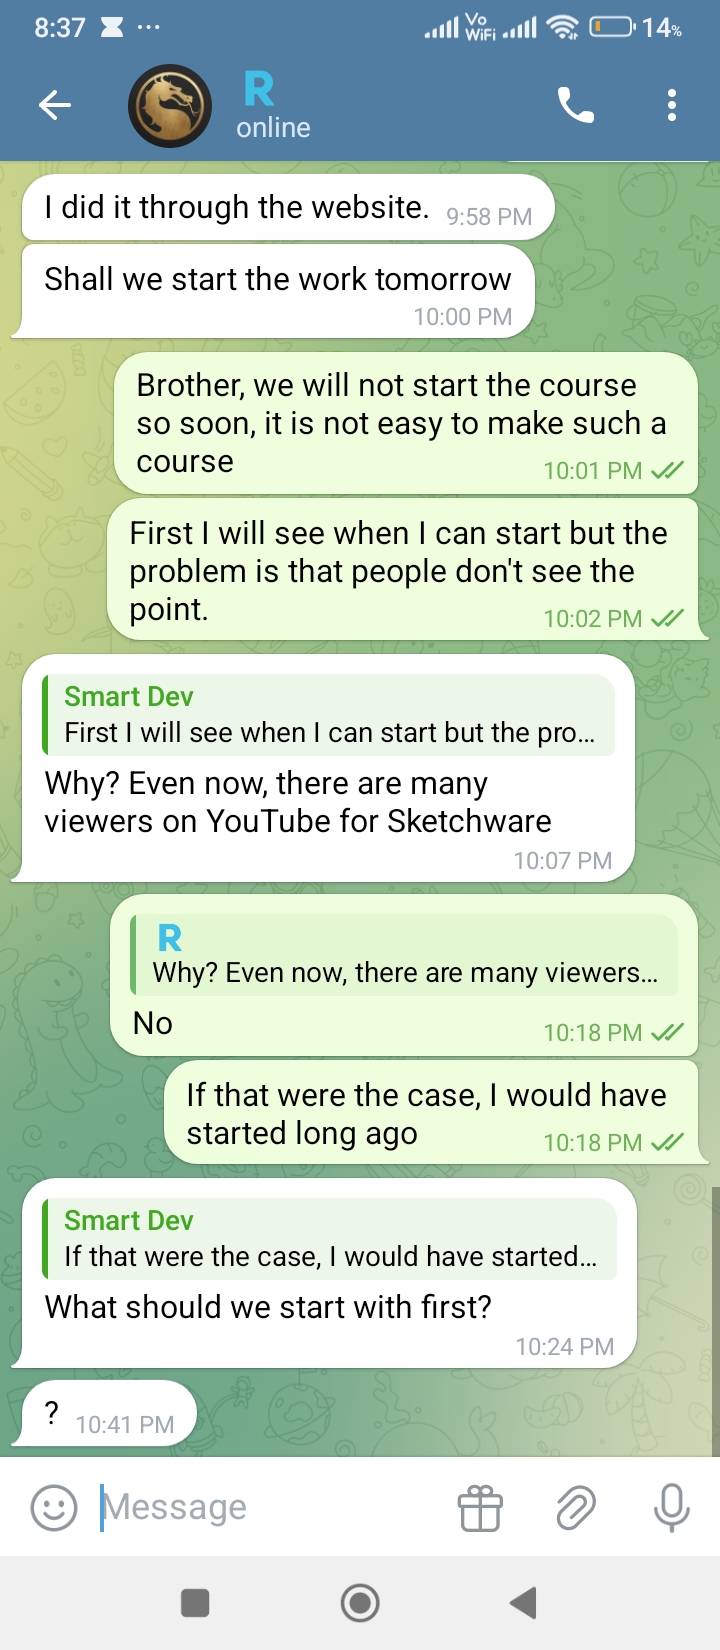 8:37
Vo
WiFi
14%
R
online
I did it through the website.
9:58 PM
Shall we start the work tomorrow
10:00 PM
Brother, we will not start the course
so soon, it is not easy to make such a
course
10:01 PM
First I will see when I can start but the
problem is that people don't see the
point.
10:02 PM
Smart Dev
First I will see when I can start but the pro...
Why? Even now, there are many
viewers on YouTube for Sketchware
10:07 PM
R
Why? Even now, there are many viewers...
No
10:18 PM
If that were the case, I would have
started long ago
10:18 PM
Smart Dev
If that were the case, I would have started...
What should we start with first?
10:24 PM
?
10:41 PM
Message